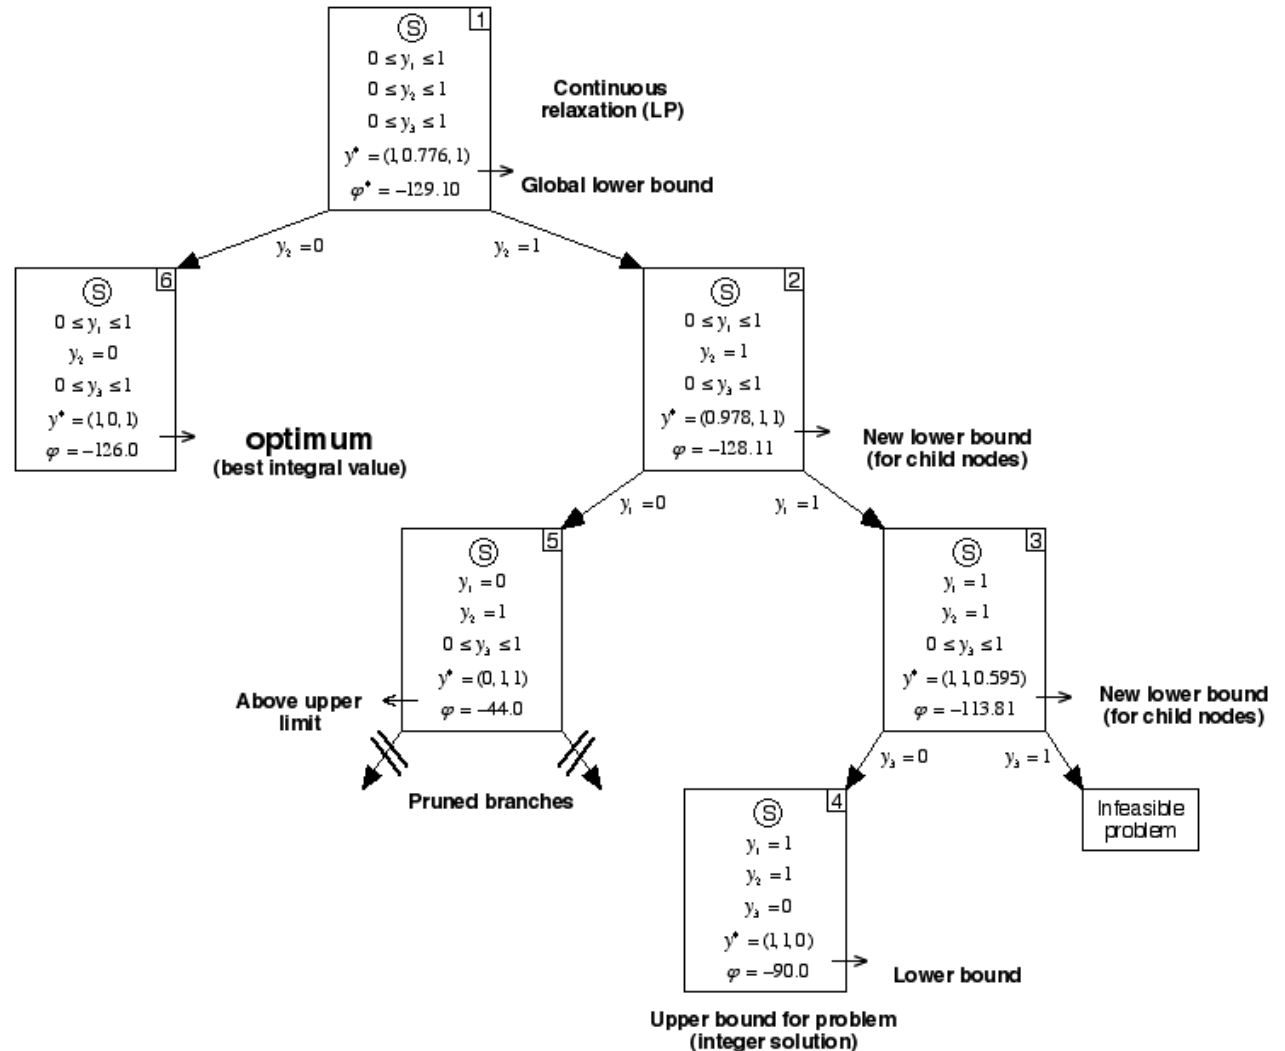 1
S
0 ≤ y₁ ≤ 1
0 ≤ y₂ ≤ 1
0 ≤ y₃ ≤ 1
y* = (1, 0.776, 1)
φ* = −129.10
Continuous
relaxation (LP)
Global lower bound
y₂ = 0
y₂ = 1
6
S
0 ≤ y₁ ≤ 1
y₂ = 0
0 ≤ y₃ ≤ 1
y* = (1, 0, 1)
φ = −126.0
optimum
(best integral value)
2
S
0 ≤ y₁ ≤ 1
y₂ = 1
0 ≤ y₃ ≤ 1
y* = (0.978, 1, 1)
φ = −128.11
New lower bound
(for child nodes)
y₁ = 0
y₁ = 1
5
S
y₁ = 0
y₂ = 1
0 ≤ y₃ ≤ 1
y* = (0, 1, 1)
φ = −44.0
Above upper
limit
Pruned branches
3
S
y₁ = 1
y₂ = 1
0 ≤ y₃ ≤ 1
y* = (1, 1, 0.595)
φ = −113.81
New lower bound
(for child nodes)
y₃ = 0
y₃ = 1
4
S
y₁ = 1
y₂ = 1
y₃ = 0
y* = (1, 1, 0)
φ = −90.0
Lower bound
Infeasible
problem
Upper bound for problem
(integer solution)